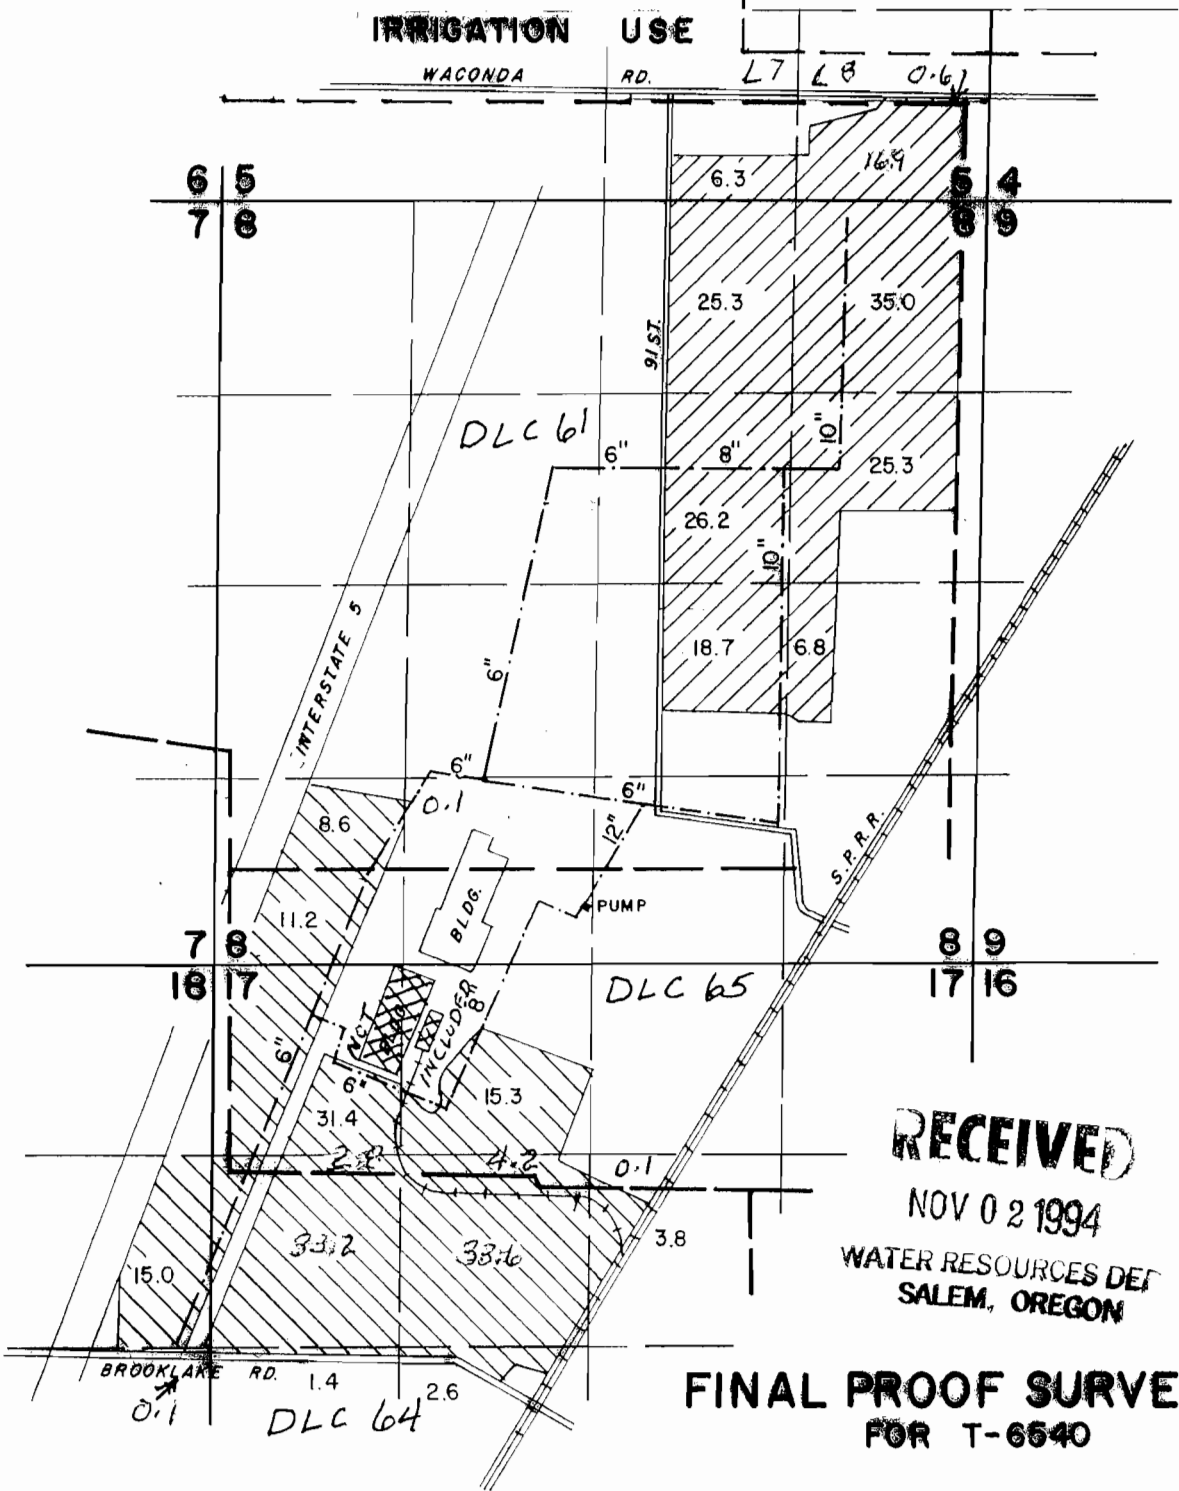 IRRIGATION USE
WACONDA RD.
L7 L8 0.6
6 5
7 8
6.3
16.9
5 4
8 9
25.3
35.0
91 ST.
DLC 61
6" 8" 10"
25.3
26.2
10"
INTERSTATE 5
6"
18.7
6.8
6"
6"
0.1
12"
8.6
S.P.R.R.
BLDG.
PUMP
11.2
7 8
18 17
8 9
17 16
DLC 65
NOT
BLDG
INCLUDED
8"
6"
6"
31.4
15.3
2.2
4.2
0.1
RECEIVED
NOV 02 1994
WATER RESOURCES DEP
SALEM, OREGON
33.2
33.6
3.8
15.0
BROOKLAKE RD.
0.1
1.4
2.6
DLC 64
FINAL PROOF SURVE
FOR T-6540